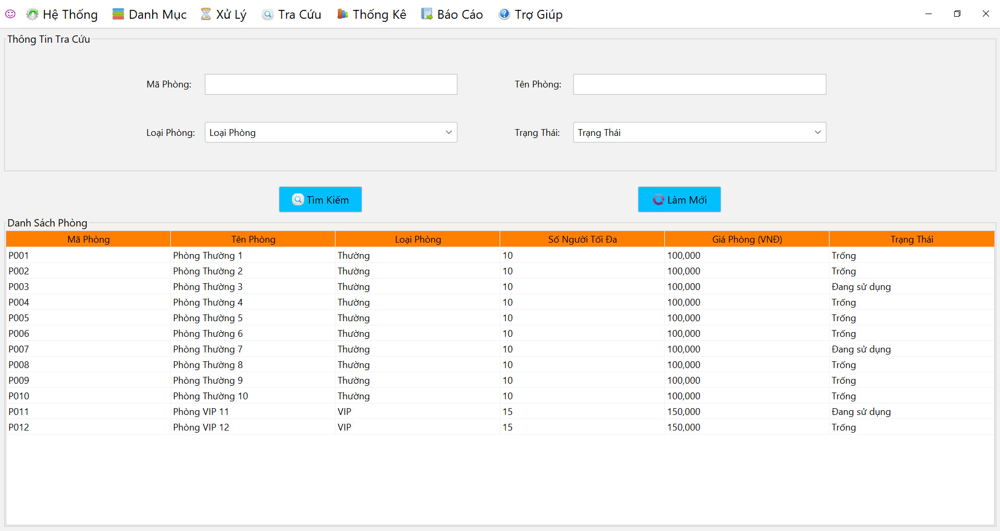 Hệ Thống Danh Mục Xử Lý Tra Cứu Thống Kê Báo Cáo Trợ Giúp
Thông Tin Tra Cứu
Mã Phòng: Tên Phòng:
Loại Phòng: Loại Phòng Trạng Thái: Trạng Thái
Tìm Kiếm Làm Mới
Danh Sách Phòng
Mã Phòng Tên Phòng Loại Phòng Số Người Tối Đa Giá Phòng (VNĐ) Trạng Thái
P001 Phòng Thường 1 Thường 10 100,000 Trống
P002 Phòng Thường 2 Thường 10 100,000 Trống
P003 Phòng Thường 3 Thường 10 100,000 Đang sử dụng
P004 Phòng Thường 4 Thường 10 100,000 Trống
P005 Phòng Thường 5 Thường 10 100,000 Trống
P006 Phòng Thường 6 Thường 10 100,000 Trống
P007 Phòng Thường 7 Thường 10 100,000 Đang sử dụng
P008 Phòng Thường 8 Thường 10 100,000 Trống
P009 Phòng Thường 9 Thường 10 100,000 Trống
P010 Phòng Thường 10 Thường 10 100,000 Trống
P011 Phòng VIP 11 VIP 15 150,000 Đang sử dụng
P012 Phòng VIP 12 VIP 15 150,000 Trống